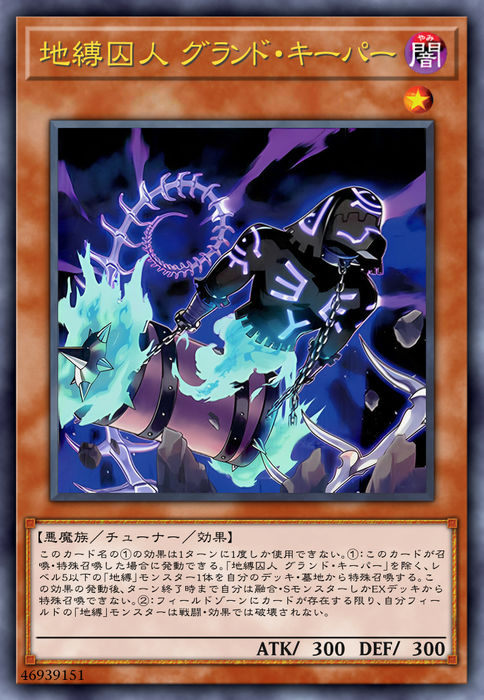 地縛囚人 グランド・キーパー
やみ
闇
【悪魔族／チューナー／効果】
このカード名の①の効果は1ターンに1度しか使用できない。①：このカードが召
喚・特殊召喚した場合に発動できる。「地縛囚人 グランド・キーパー」を除く、レ
ベル5以下の「地縛」モンスター1体を自分のデッキ・墓地から特殊召喚する。こ
の効果の発動後、ターン終了時まで自分は融合・SモンスターしかEXデッキから
特殊召喚できない。②：フィールドゾーンにカードが存在する限り、自分フィー
ルドの「地縛」モンスターは戦闘・効果では破壊されない。
ATK/ 300 DEF/ 300
46939151